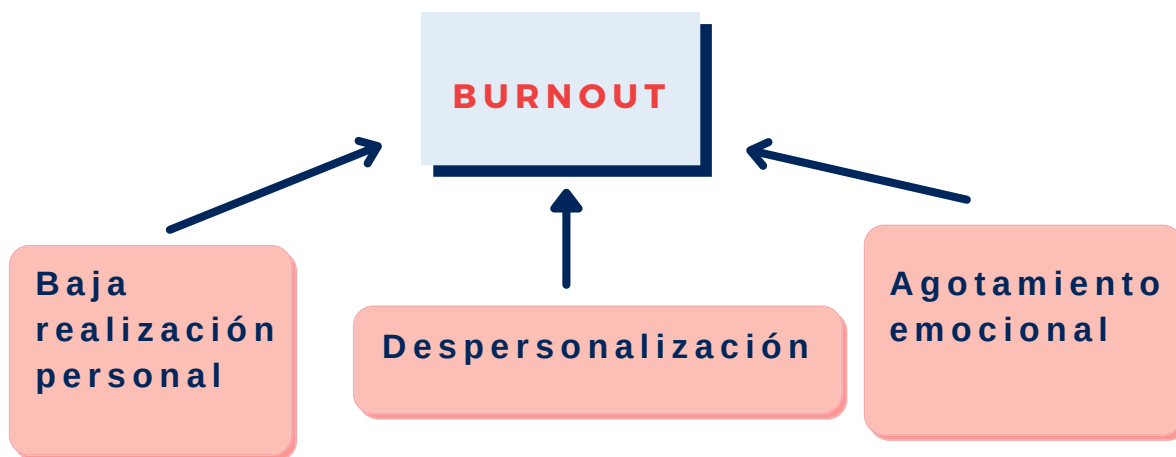 BURNOUT
Baja
realización
personal
Despersonalización
Agotamiento
emocional